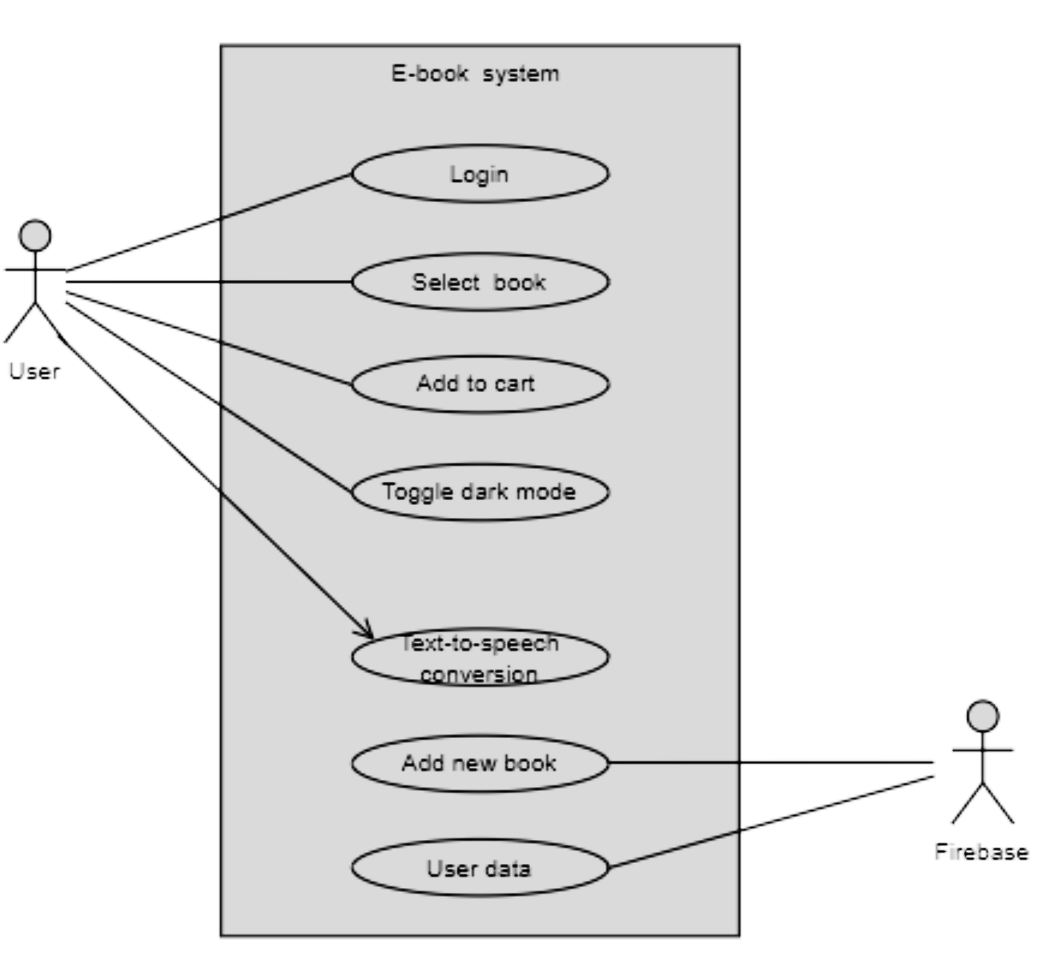 E-book system
Login
Select book
Add to cart
User
Toggle dark mode
Text-to-speech
conversion
Add new book
Firebase
User data